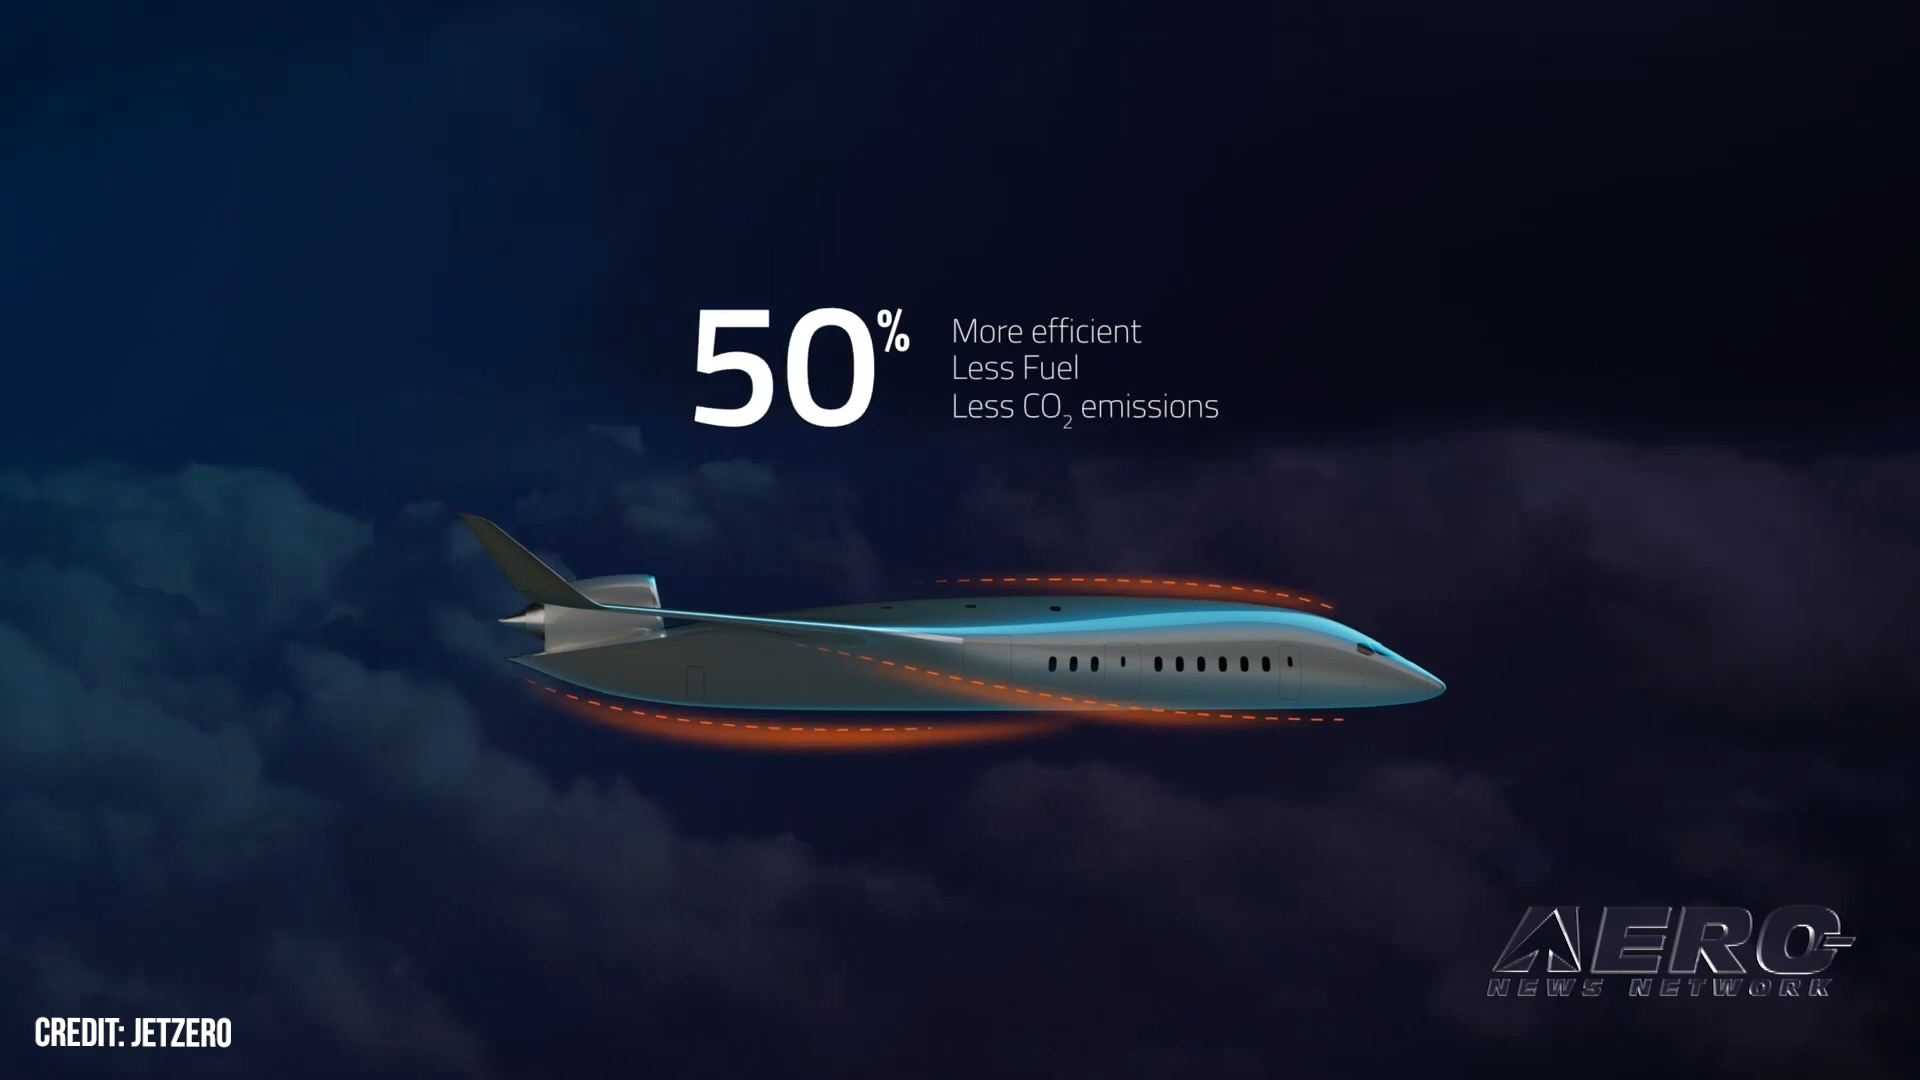 50%
More efficient
Less Fuel
Less CO₂ emissions
AERO
NEWS NETWORK
CREDIT: JETZERO